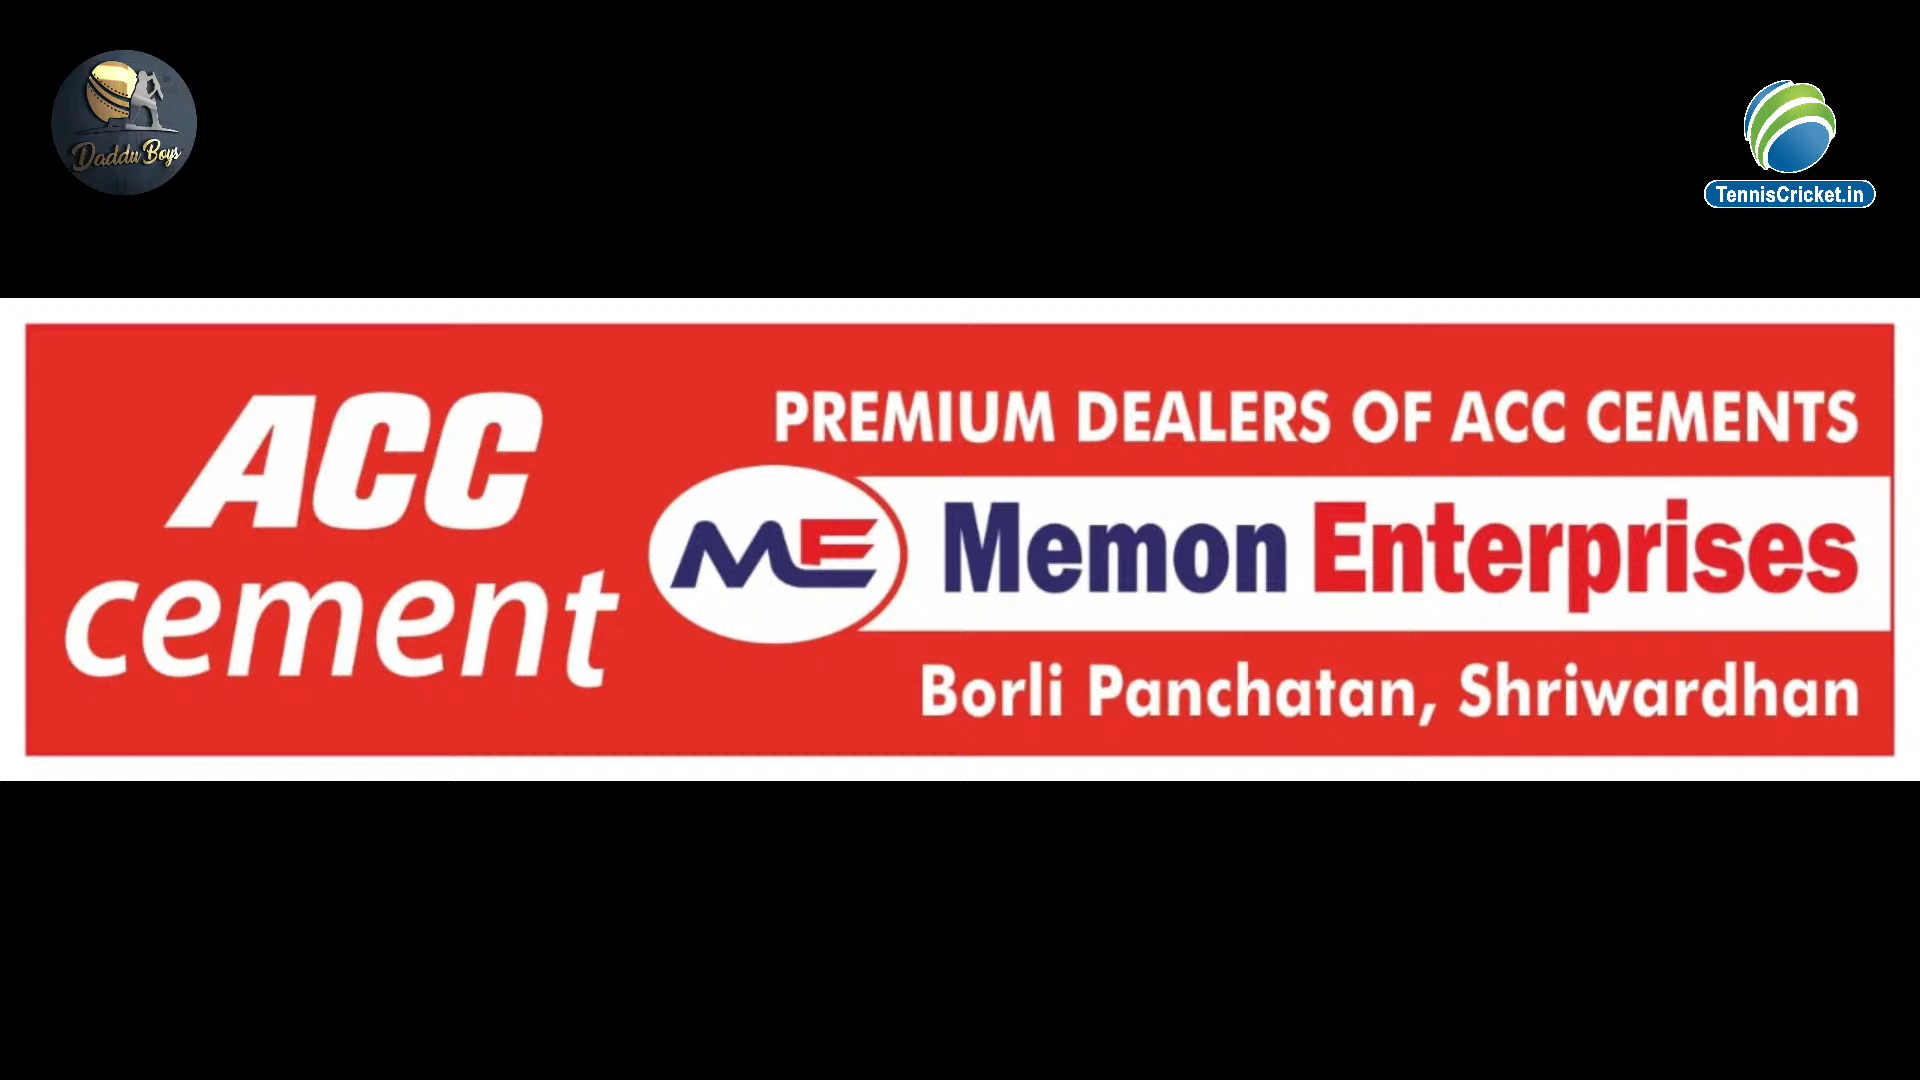 Daddu Boys
TennisCricket.in
ACC
cement
PREMIUM DEALERS OF ACC CEMENTS
ME Memon Enterprises
Borli Panchatan, Shriwardhan